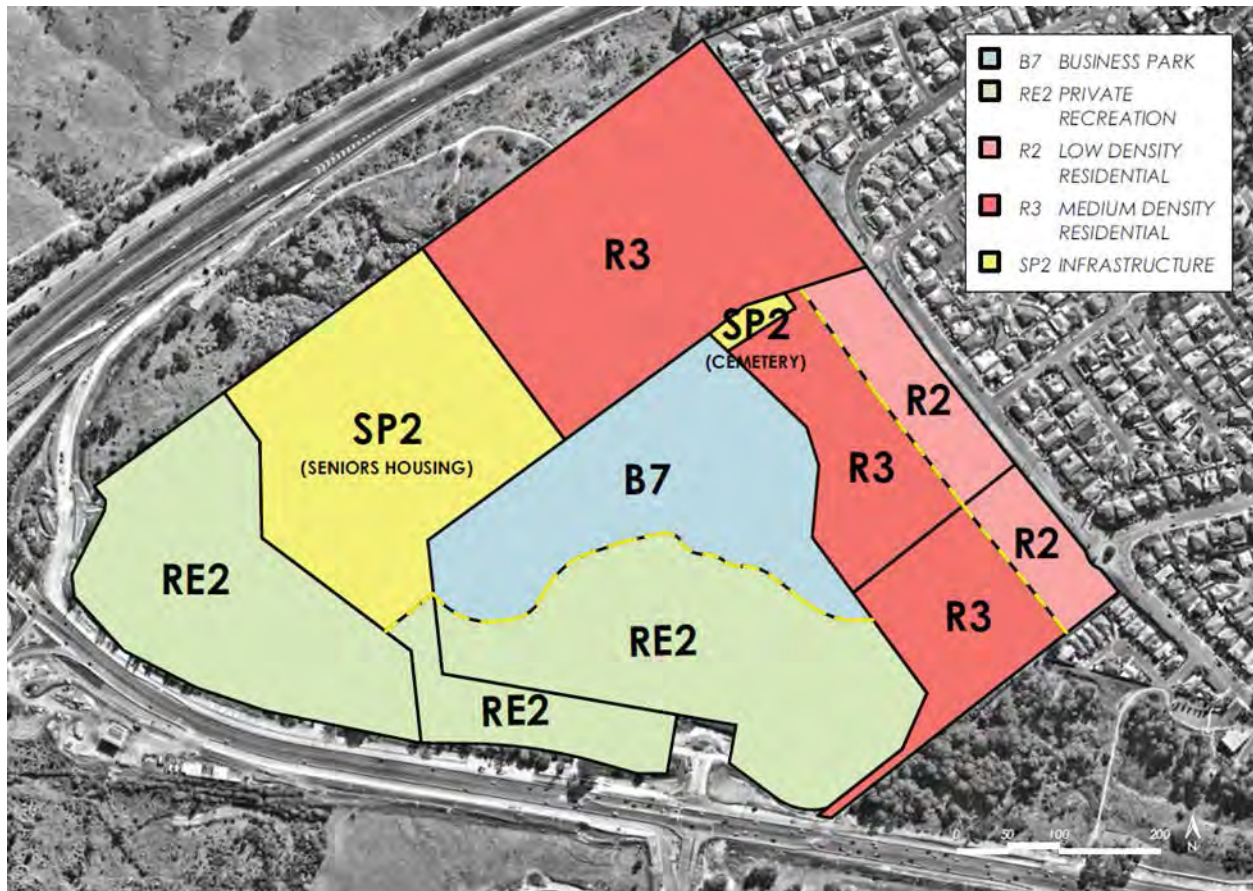 B7 BUSINESS PARK
RE2 PRIVATE
RECREATION
R2 LOW DENSITY
RESIDENTIAL
R3 MEDIUM DENSITY
RESIDENTIAL
SP2 INFRASTRUCTURE
R3
SP2
(CEMETERY)
R2
SP2
(SENIORS HOUSING)
B7
R3
R2
RE2
R3
RE2
RE2
0 50 100 200
N